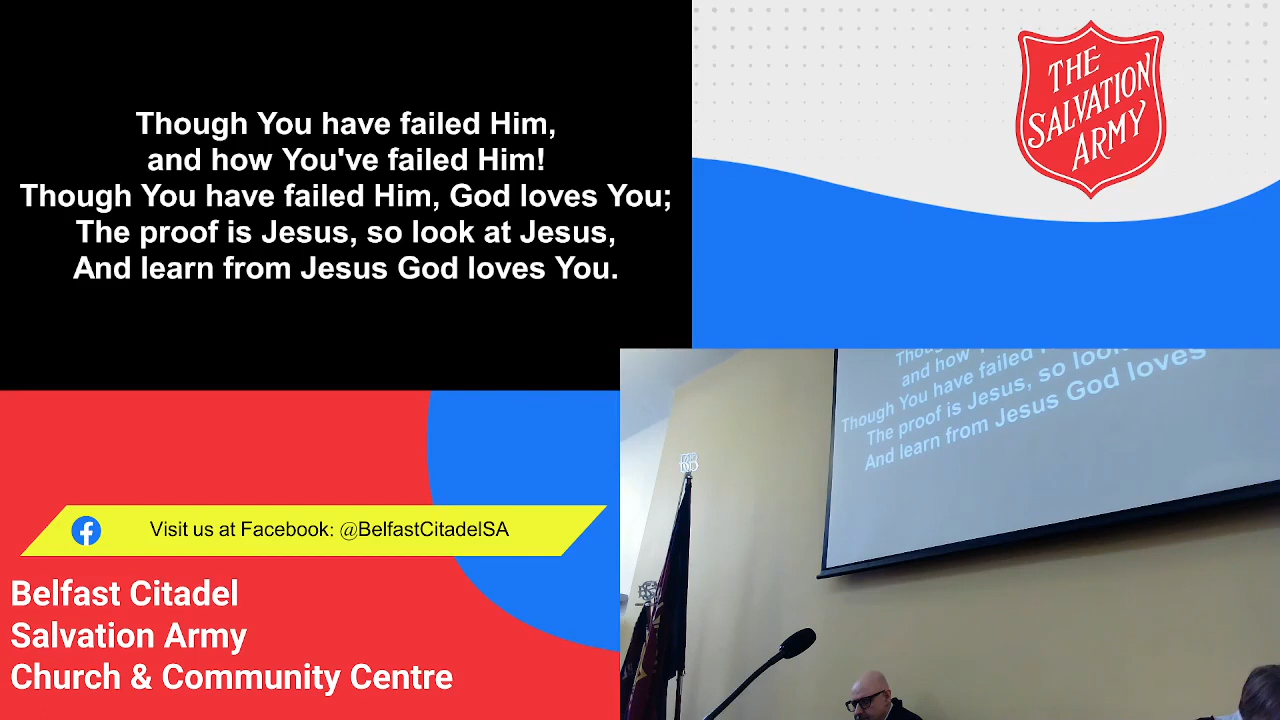 Though You have failed Him,
and how You've failed Him!
Though You have failed Him, God loves You;
The proof is Jesus, so look at Jesus,
And learn from Jesus God loves You.
THE
SALVATION
ARMY
and how
Though You have failed
The proof is Jesus, so look
And learn from Jesus God loves
Visit us at Facebook: @BelfastCitadelSA
Belfast Citadel
Salvation Army
Church & Community Centre